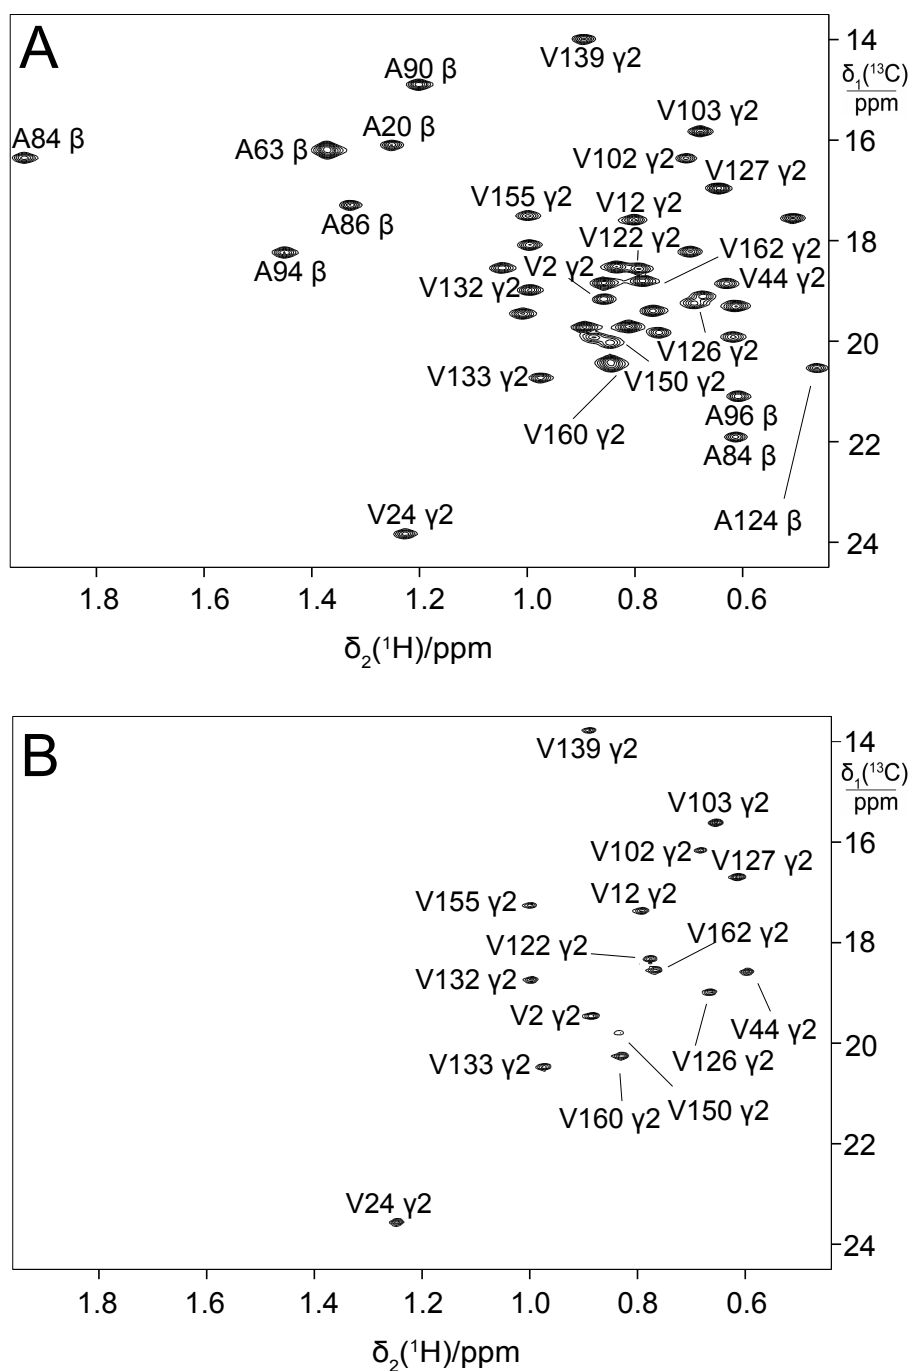 A
V139 γ2
14
δ₁(¹³C)
ppm
A90 β
V103 γ2
A84 β
A63 β
A20 β
16
V102 γ2
V127 γ2
V155 γ2
V12 γ2
A86 β
V122 γ2
V162 γ2
18
A94 β
V2 γ2
V44 γ2
V132 γ2
V126 γ2
20
V133 γ2
V150 γ2
V160 γ2
A96 β
A84 β
22
V24 γ2
A124 β
24
1.8 1.6 1.4 1.2 1.0 0.8 0.6
δ₂(¹H)/ppm
B
14
V139 γ2
δ₁(¹³C)
ppm
V103 γ2
16
V102 γ2
V127 γ2
V155 γ2
V12 γ2
V162 γ2
V122 γ2
18
V132 γ2
V2 γ2
V44 γ2
V126 γ2
20
V133 γ2
V150 γ2
V160 γ2
22
V24 γ2
24
1.8 1.6 1.4 1.2 1.0 0.8 0.6
δ₂(¹H)/ppm